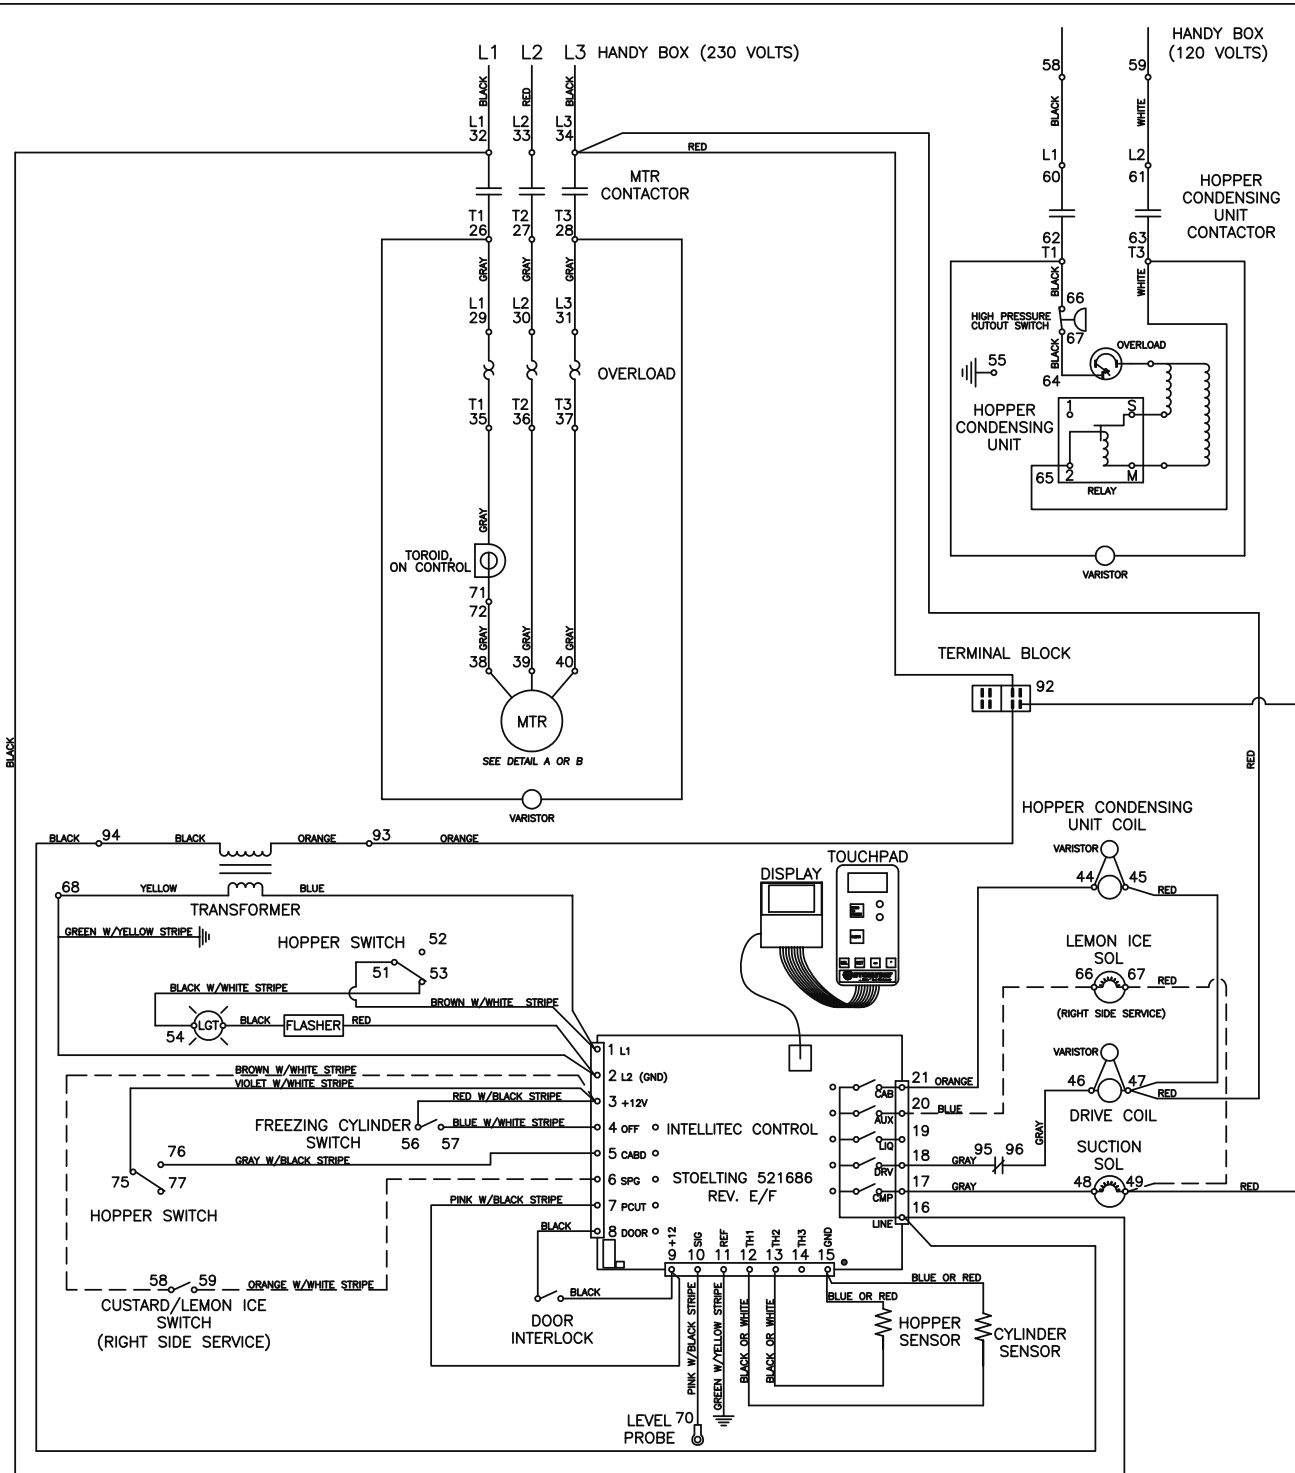 L1 L2 L3 HANDY BOX (230 VOLTS)
HANDY BOX
(120 VOLTS)
BLACK RED BLACK
58 59
BLACK WHITE
L1 L2 L3
32 33 34
RED
L1 L2
60 61
MTR
CONTACTOR
HOPPER
CONDENSING
UNIT
CONTACTOR
T1 T2 T3
26 27 28
62 63
T1 T3
GRAY GRAY GRAY
BLACK WHITE
L1 L2 L3
29 30 31
66
HIGH PRESSURE
CUTOUT SWITCH
67
BLACK
OVERLOAD
55
64
OVERLOAD
T1 T2 T3
35 36 37
HOPPER
CONDENSING
UNIT
1 S
65 2 M
RELAY
GRAY
TOROID,
ON CONTROL
71
72
VARISTOR
GRAY GRAY GRAY
38 39 40
TERMINAL BLOCK
92
MTR
SEE DETAIL A OR B
BLACK
RED
VARISTOR
HOPPER CONDENSING
UNIT COIL
BLACK 94 BLACK ORANGE 93 ORANGE
VARISTOR
TOUCHPAD
DISPLAY
68 YELLOW BLUE
TRANSFORMER
44 45 RED
GREEN W/YELLOW STRIPE
HOPPER SWITCH 52
51 53
LEMON ICE
SOL
66 67 RED
(RIGHT SIDE SERVICE)
BLACK W/WHITE STRIPE
BROWN W/WHITE STRIPE
54 LGT BLACK FLASHER RED
1 L1
VARISTOR
BROWN W/WHITE STRIPE
2 L2 (GND)
21 ORANGE
CAB
46 47 RED
VIOLET W/WHITE STRIPE
RED W/BLACK STRIPE
3 +12V
20 BLUE
AUX
DRIVE COIL
GRAY
FREEZING CYLINDER
SWITCH
56 57
BLUE W/WHITE STRIPE
4 OFF
INTELLITEC CONTROL
19
LIQ
76
GRAY W/BLACK STRIPE
5 CABD
18 GRAY 95 96
DRV
SUCTION
SOL
75 77
6 SPG
STOELTING 521686
REV. E/F
17 GRAY
CMP
48 49 RED
HOPPER SWITCH
PINK W/BLACK STRIPE
7 PCUT
16
LINE
BLACK
8 DOOR
+12 SIG REF TH1 TH2 TH3 GND
9 10 11 12 13 14 15
58 59 ORANGE W/WHITE STRIPE
CUSTARD/LEMON ICE
SWITCH
(RIGHT SIDE SERVICE)
BLACK
DOOR
INTERLOCK
BLUE OR RED
BLUE OR RED
PINK W/BLACK STRIPE
GREEN W/YELLOW STRIPE
BLACK OR WHITE
BLACK OR WHITE
HOPPER
SENSOR
CYLINDER
SENSOR
LEVEL
PROBE
70